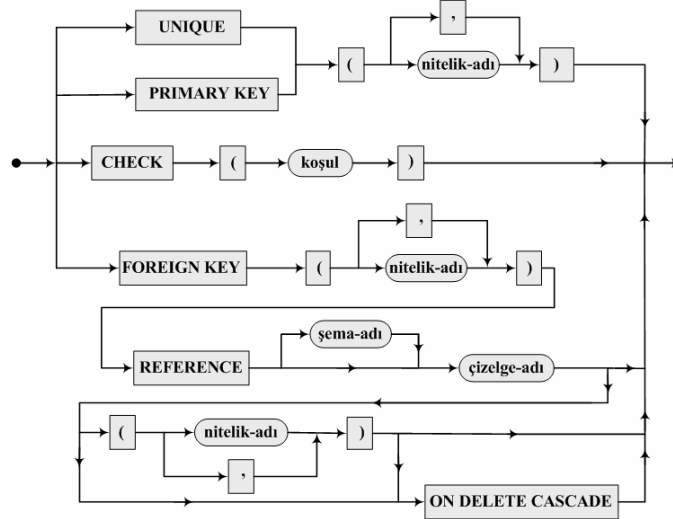 UNIQUE
,
( nitelik-adı )
PRIMARY KEY
CHECK ( koşul )
,
FOREIGN KEY ( nitelik-adı )
şema-adı
REFERENCE çizelge-adı
( nitelik-adı )
,
ON DELETE CASCADE